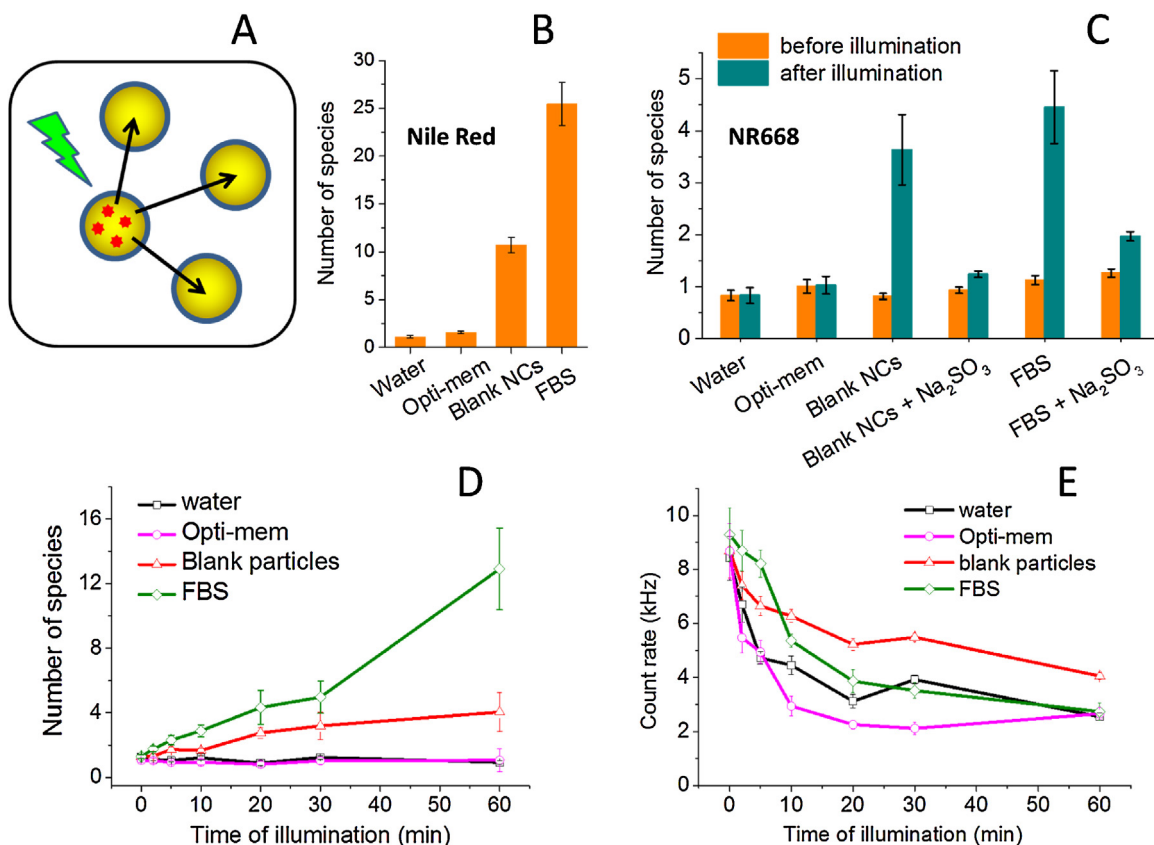 A
B
30
25
20
15
10
5
0
Number of species
Nile Red
Water
Opti-mem
Blank NCs
FBS
C
before illumination
after illumination
5
4
3
2
1
0
Number of species
NR668
Water
Opti-mem
Blank NCs
Blank NCs + Na₂SO₃
FBS
FBS + Na₂SO₃
D
water
Opti-mem
Blank particles
FBS
16
12
8
4
0
Number of species
0 10 20 30 40 50 60
Time of illumination (min)
E
water
Opti-mem
blank particles
FBS
10
8
6
4
2
0
Count rate (kHz)
0 10 20 30 40 50 60
Time of illumination (min)